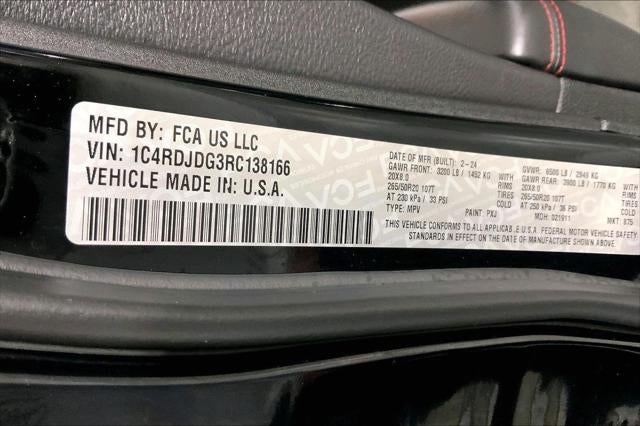 MFD BY: FCA US LLC
VIN: 1C4RDJDG3RC138166
VEHICLE MADE IN: U.S.A.
DATE OF MFR (BUILT): 2-24 GVWR: 6500 LB / 2949 KG
GAWR FRONT: 3200 LB / 1452 KG WITH GAWR REAR: 3900 LB / 1770 KG WITH
20X8.0 RIMS 20X8.0 RIMS
265/50R20 107T TIRES 265/50R20 107T TIRES
AT 230 kPa / 33 PSI COLD AT 250 kPa / 36 PSI COLD
TYPE: MPV PAINT: PXJ MDH: 021911 MKT:
THIS VEHICLE CONFORMS TO ALL APPLICAB.E U.S.A. FEDERAL MOTOR VEHICLE SAFETY
STANDARDS IN EFFECT ON THE DATE OF MANUFACTURE SHOWN ABOVE.